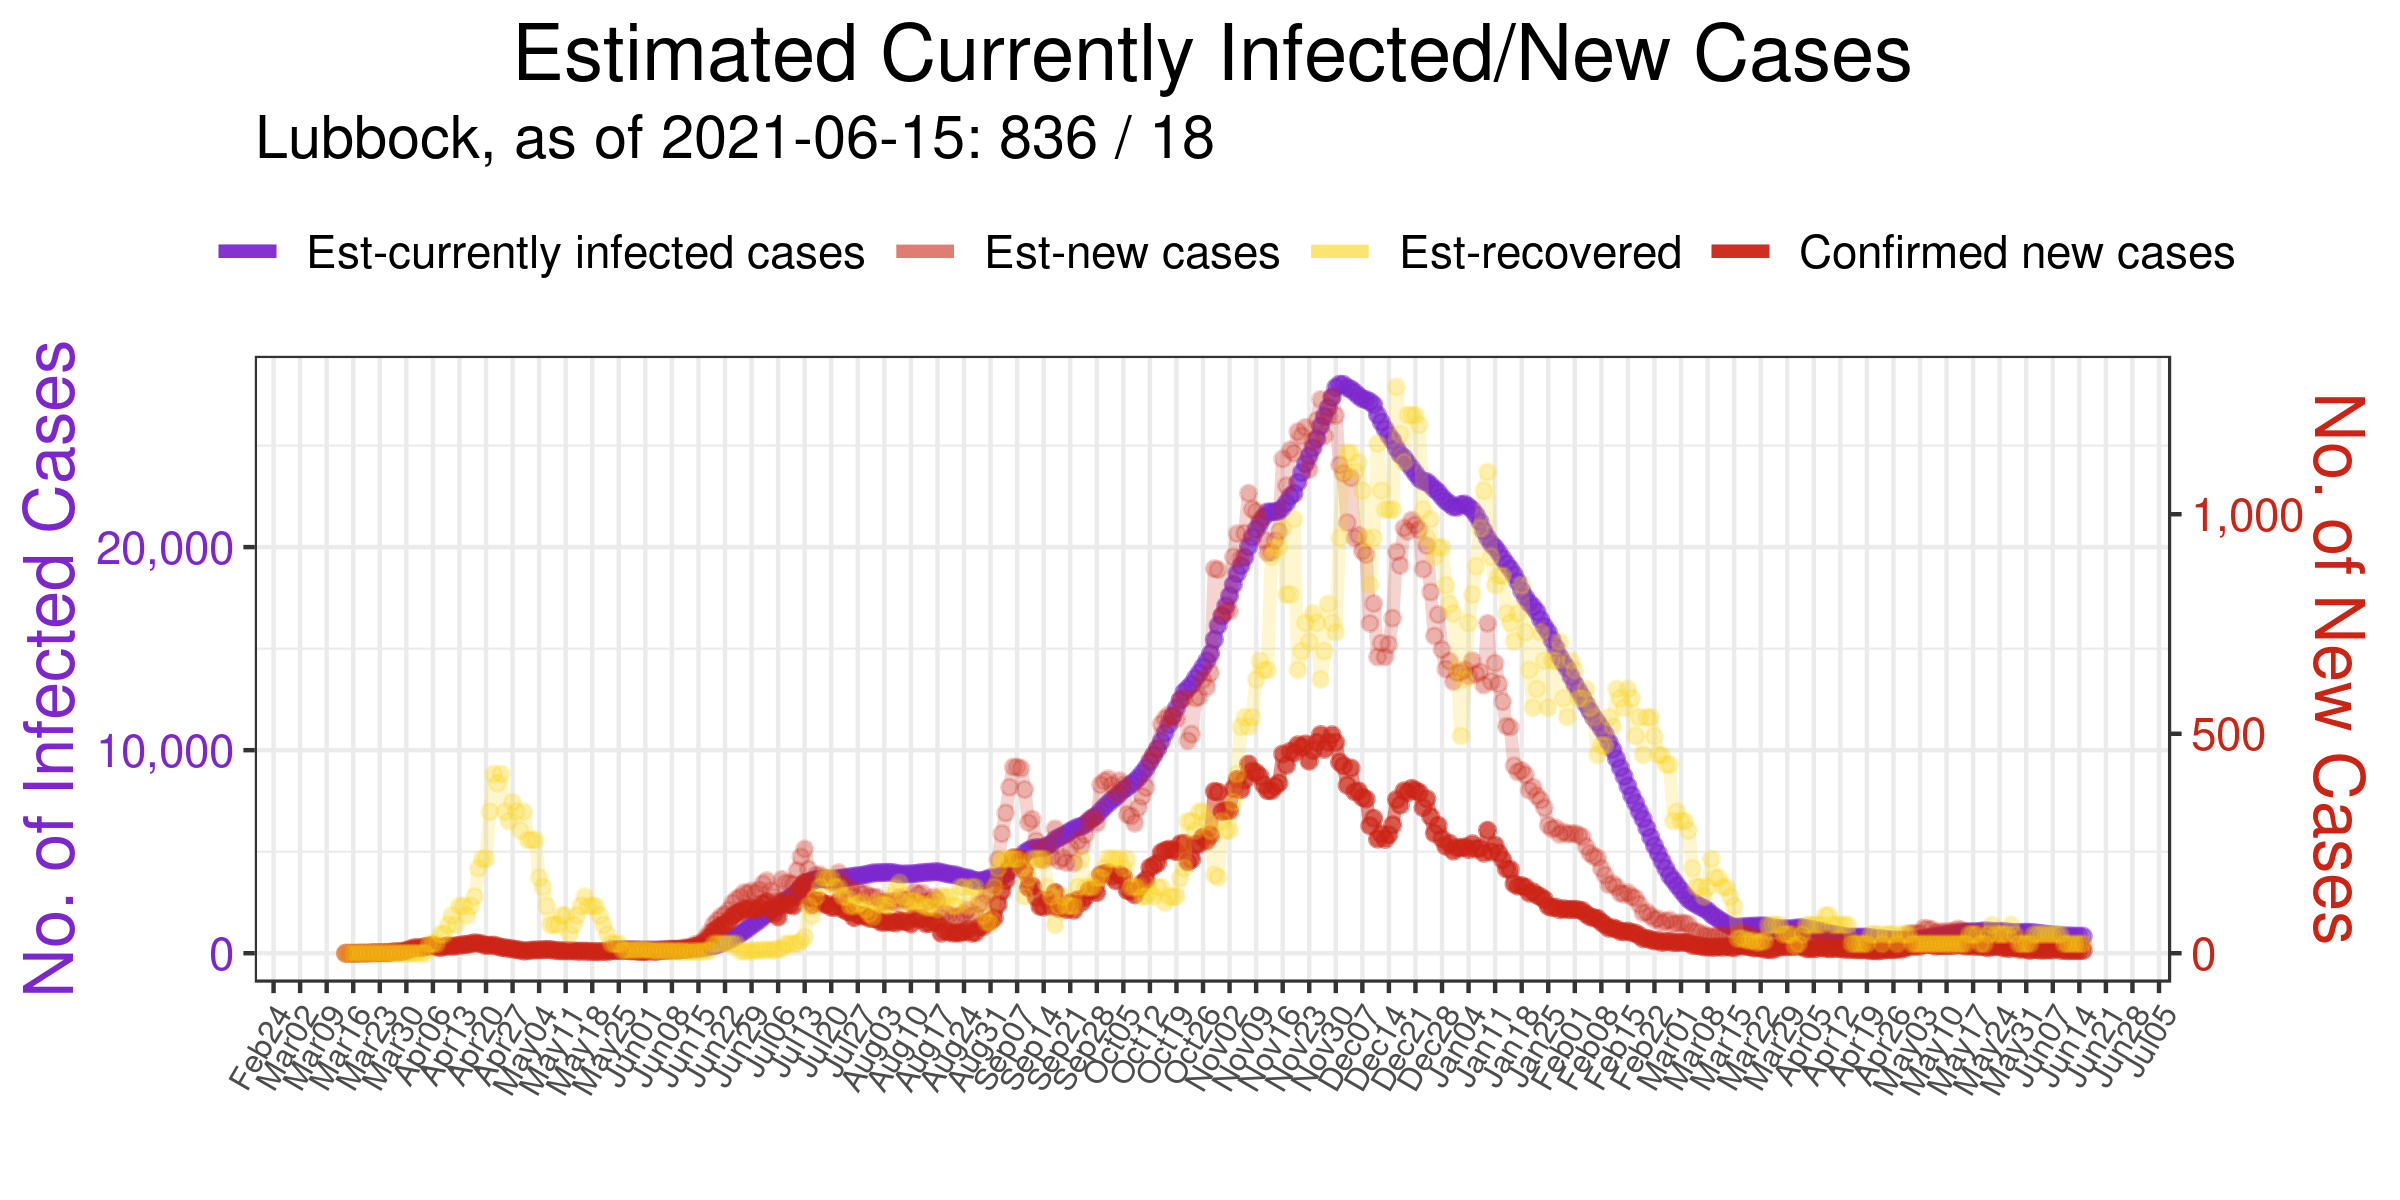 Estimated Currently Infected/New Cases
Lubbock, as of 2021-06-15: 836 / 18
Est-currently infected cases Est-new cases Est-recovered Confirmed new cases
No. of Infected Cases
20,000
10,000
0
1,000
500
0
No. of New Cases
Feb24 Mar02 Mar09 Mar16 Mar23 Mar30 Apr06 Apr13 Apr20 Apr27 May04 May11 May18 May25 Jun01 Jun08 Jun15 Jun22 Jun29 Jul06 Jul13 Jul20 Jul27 Aug03 Aug10 Aug17 Aug24 Aug31 Sep07 Sep14 Sep21 Sep28 Oct05 Oct12 Oct19 Oct26 Nov02 Nov09 Nov16 Nov23 Nov30 Dec07 Dec14 Dec21 Dec28 Jan04 Jan11 Jan18 Jan25 Feb01 Feb08 Feb15 Feb22 Mar01 Mar08 Mar15 Mar22 Mar29 Apr05 Apr12 Apr19 Apr26 May03 May10 May17 May24 May31 Jun07 Jun14 Jun21 Jun28 Jul05